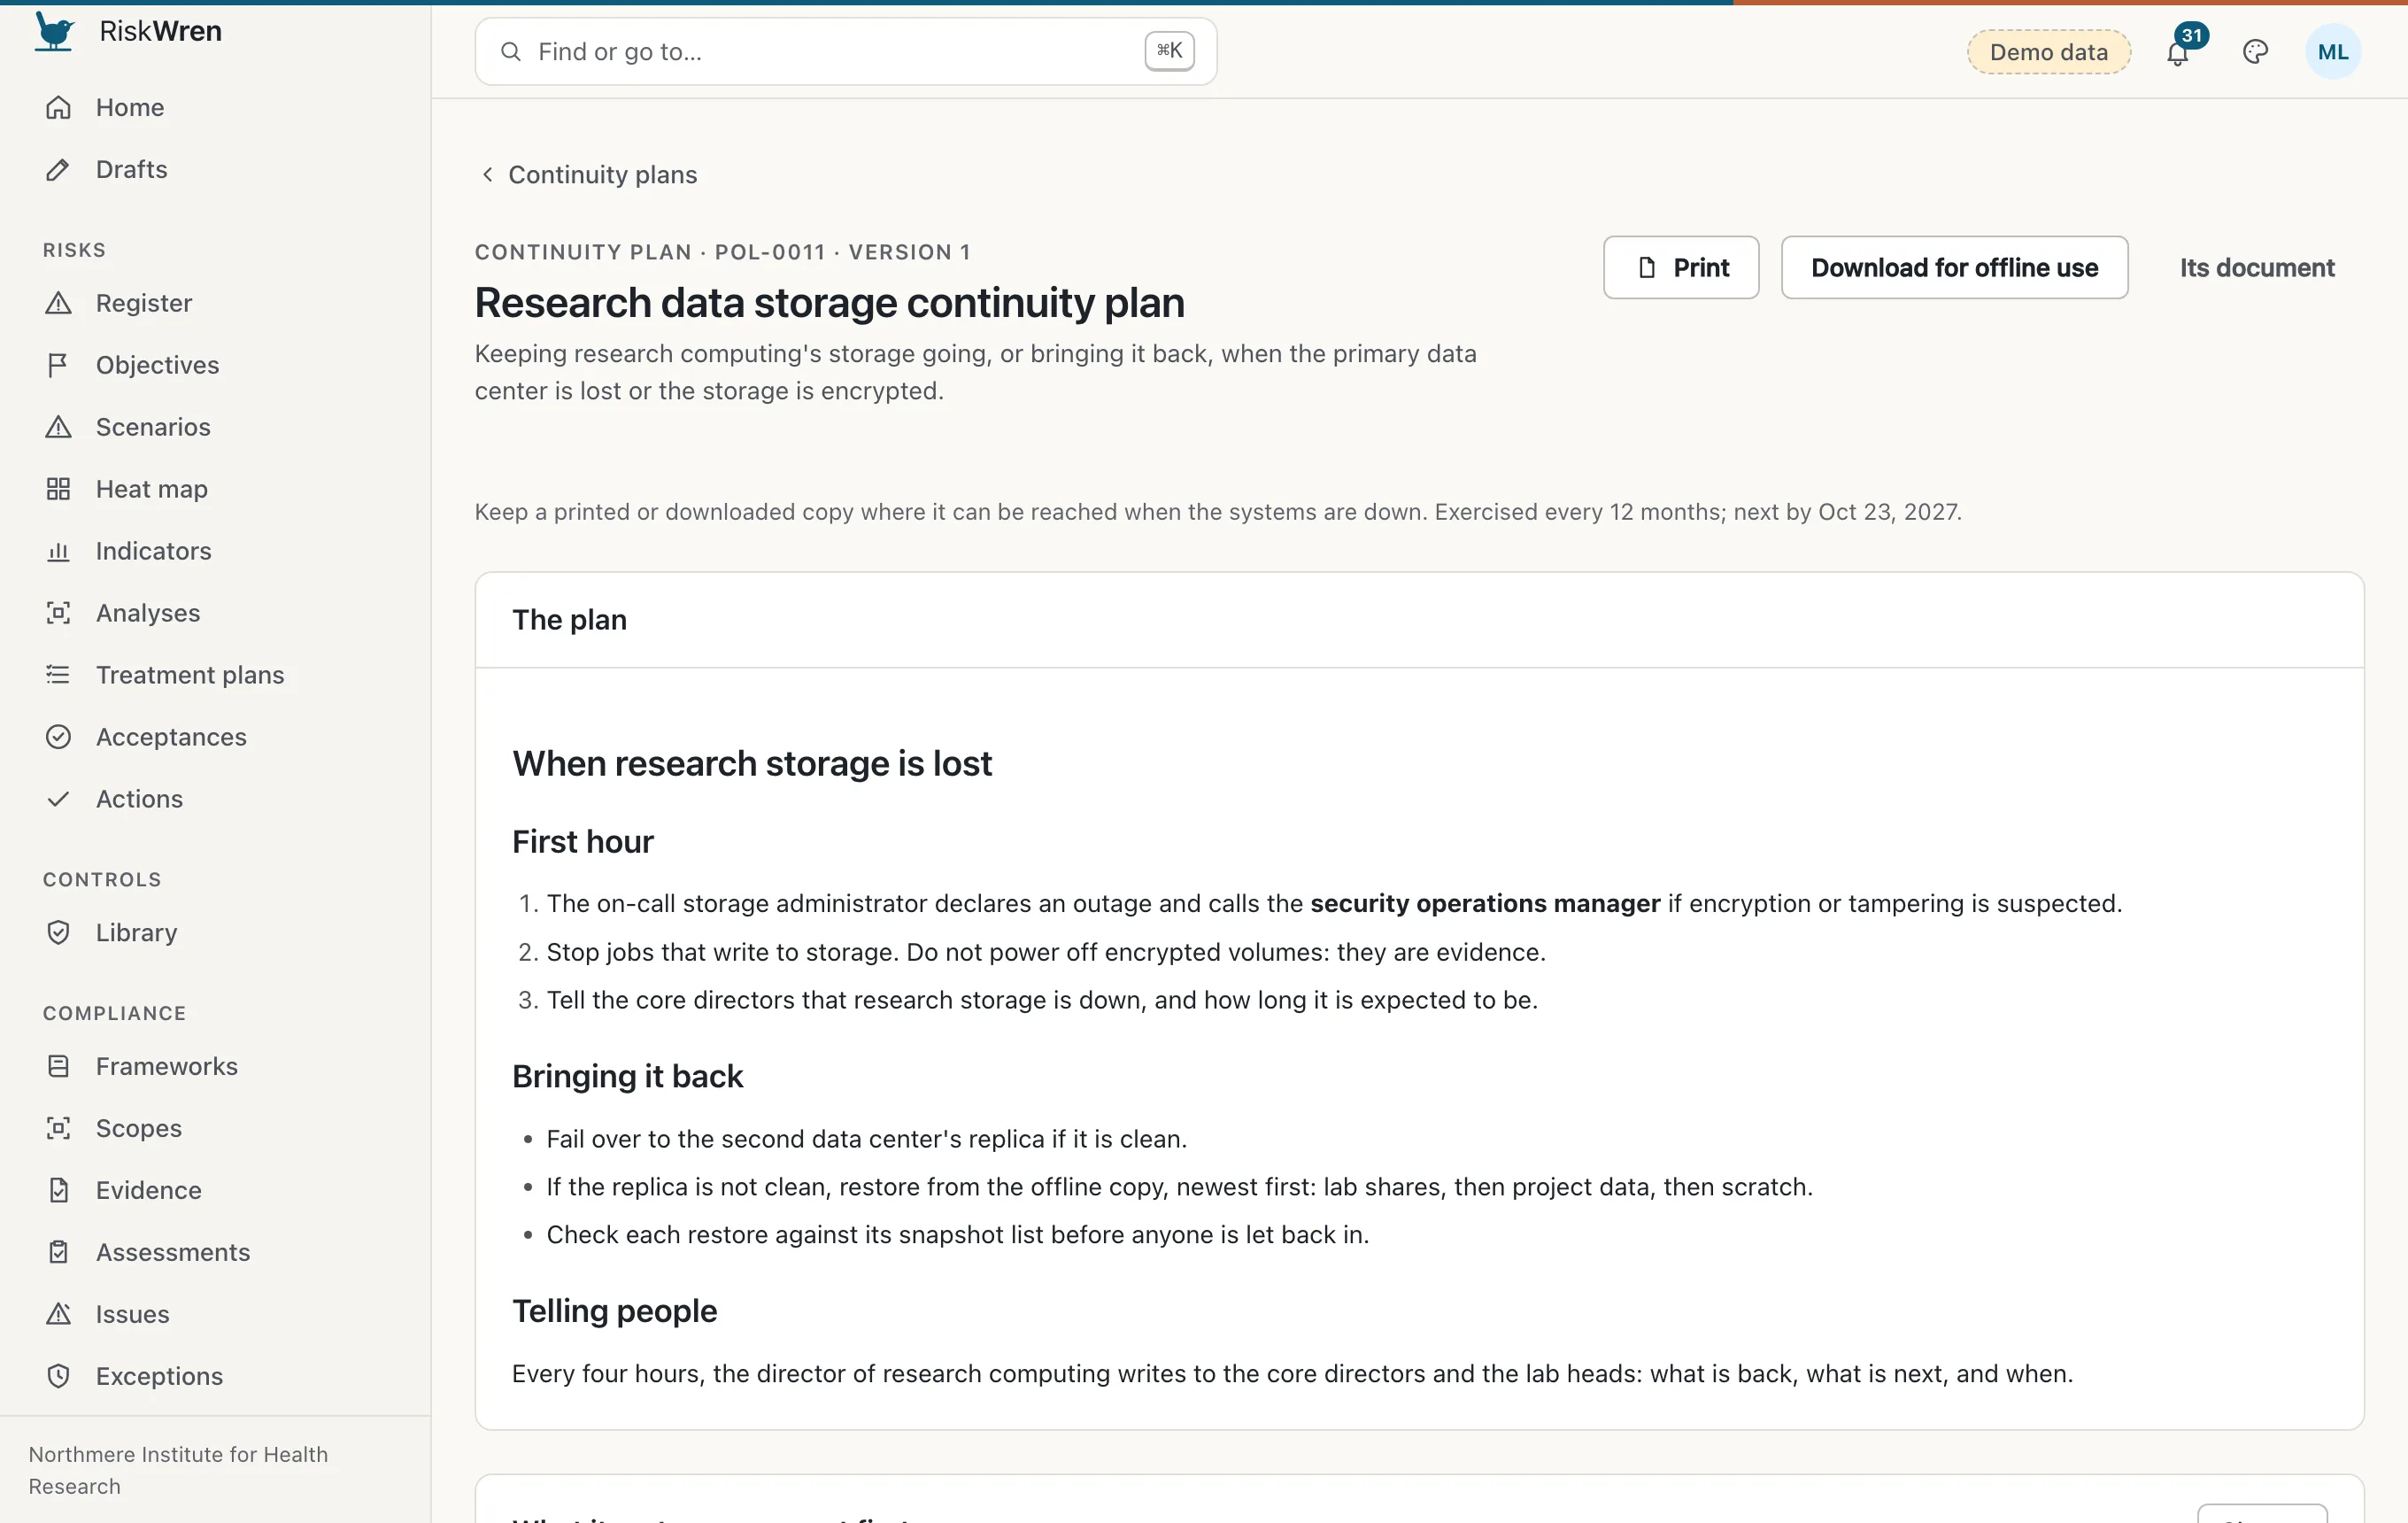 RiskWren
Find or go to...
⌘K
Demo data
31
ML
Home
Drafts
RISKS
Register
Objectives
Scenarios
Heat map
Indicators
Analyses
Treatment plans
Acceptances
Actions
CONTROLS
Library
COMPLIANCE
Frameworks
Scopes
Evidence
Assessments
Issues
Exceptions
Northmere Institute for Health
Research
Continuity plans
CONTINUITY PLAN · POL-0011 · VERSION 1
Research data storage continuity plan
Keeping research computing's storage going, or bringing it back, when the primary data
center is lost or the storage is encrypted.
Print
Download for offline use
Its document
Keep a printed or downloaded copy where it can be reached when the systems are down. Exercised every 12 months; next by Oct 23, 2027.
The plan
When research storage is lost
First hour
1. The on-call storage administrator declares an outage and calls the security operations manager if encryption or tampering is suspected.
2. Stop jobs that write to storage. Do not power off encrypted volumes: they are evidence.
3. Tell the core directors that research storage is down, and how long it is expected to be.
Bringing it back
• Fail over to the second data center's replica if it is clean.
• If the replica is not clean, restore from the offline copy, newest first: lab shares, then project data, then scratch.
• Check each restore against its snapshot list before anyone is let back in.
Telling people
Every four hours, the director of research computing writes to the core directors and the lab heads: what is back, what is next, and when.